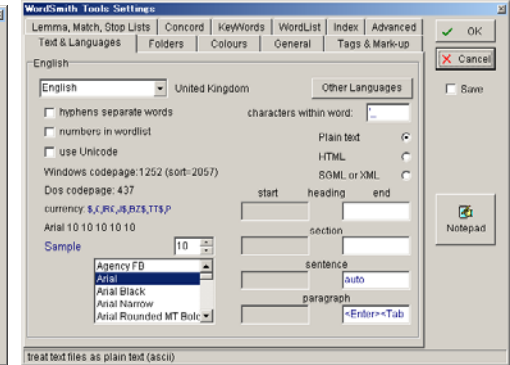 WordSmith Tools Settings
Lemma, Match, Stop Lists Concord KeyWords WordList Index Advanced
Text & Languages Folders Colours General Tags & Mark-up
OK
Cancel
Save
English
English United Kingdom Other Languages
hyphens separate words characters within word: '_
numbers in wordlist Plain text
use Unicode HTML
Windows codepage:1252 (sort=2057) SGML or XML
Dos codepage: 437 start heading end
currency:
Arial 10 10 10 10 10 section
Sample 10
Notepad
Agency FB sentence
Arial auto
Arial Black
Arial Narrow paragraph
Arial Rounded MT Bolc <Enter><Tab
treat text files as plain text (ascii)